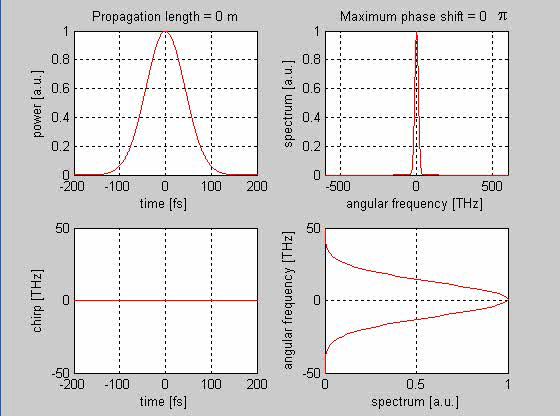 Propagation length = 0 m
Maximum phase shift = 0 π
power [a.u.]
1
0.8
0.6
0.4
0.2
0
-200 -100 0 100 200
time [fs]
spectrum [a.u.]
1
0.8
0.6
0.4
0.2
0
-500 0 500
angular frequency [THz]
chirp [THz]
50
0
-50
-200 -100 0 100 200
time [fs]
angular frequency [THz]
50
0
-50
0 0.5 1
spectrum [a.u.]